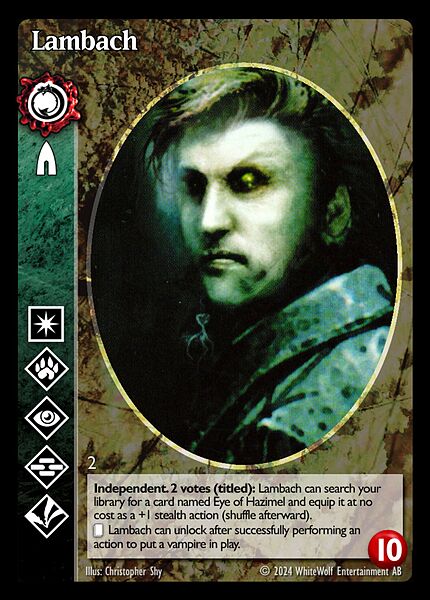 Lambach
2
Independent. 2 votes (titled): Lambach can search your
library for a card named Eye of Hazimel and equip it at no
cost as a +1 stealth action (shuffle afterward).
Lambach can unlock after successfully performing an
action to put a vampire in play.
10
Illus: Christopher Shy © 2024 WhiteWolf Entertainment AB